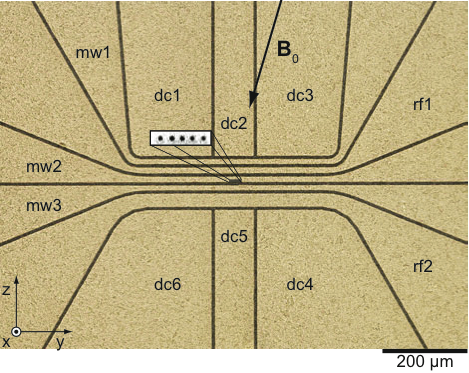 mw1
B0
dc1
dc3
rf1
dc2
mw2
mw3
dc5
rf2
z
dc6
dc4
x
y
200 μm